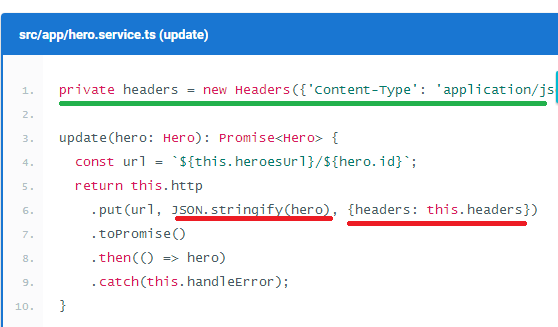 src/app/hero.service.ts (update)
1. private headers = new Headers({'Content-Type': 'application/js
2.
3. update(hero: Hero): Promise<Hero> {
4.   const url = `${this.heroesUrl}/${hero.id}`;
5.   return this.http
6.     .put(url, JSON.stringify(hero), {headers: this.headers})
7.     .toPromise()
8.     .then(() => hero)
9.     .catch(this.handleError);
10. }